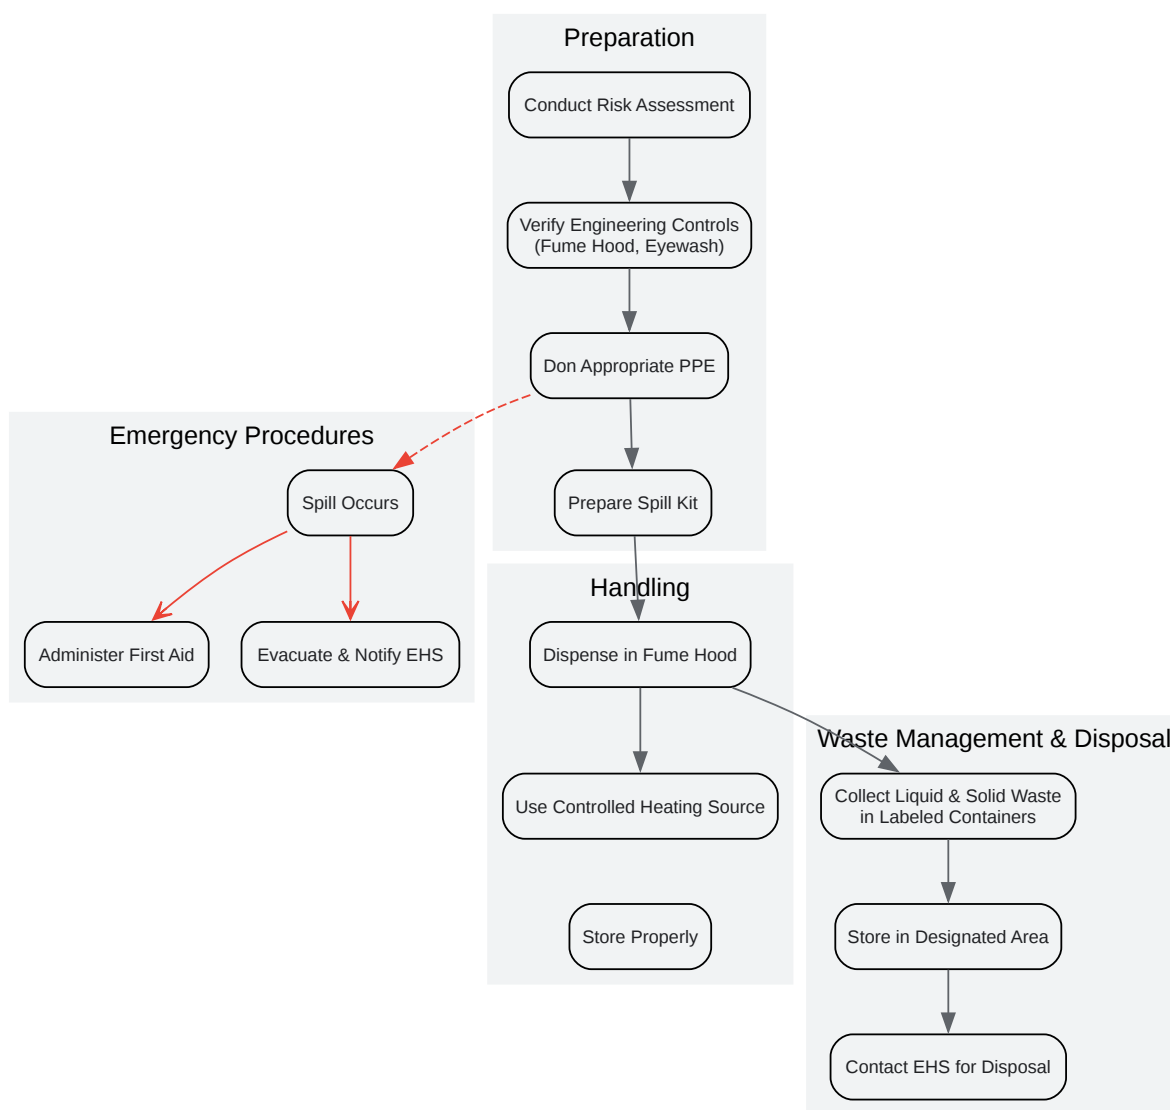 Preparation
Conduct Risk Assessment
Verify Engineering Controls
(Fume Hood, Eyewash)
Don Appropriate PPE
Prepare Spill Kit
Emergency Procedures
Spill Occurs
Administer First Aid
Evacuate & Notify EHS
Handling
Dispense in Fume Hood
Use Controlled Heating Source
Store Properly
Waste Management & Disposal
Collect Liquid & Solid Waste
in Labeled Containers
Store in Designated Area
Contact EHS for Disposal